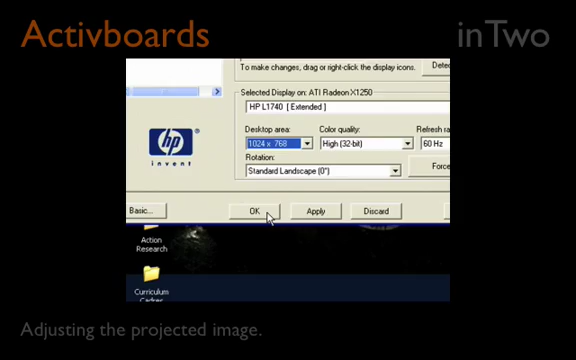 Activboards
inTwo
To make changes, drag or right-click the display icons.
Selected Display on: ATI Radeon X1250
HP L1740 [ Extended ]
Desktop area:
Color quality:
1024 x 768
High (32-bit)
60 Hz
Rotation:
Standard Landscape (0°)
hp
®
invent
Basic...
OK
Apply
Discard
Action
Research
Curriculum
Adjusting the projected image.